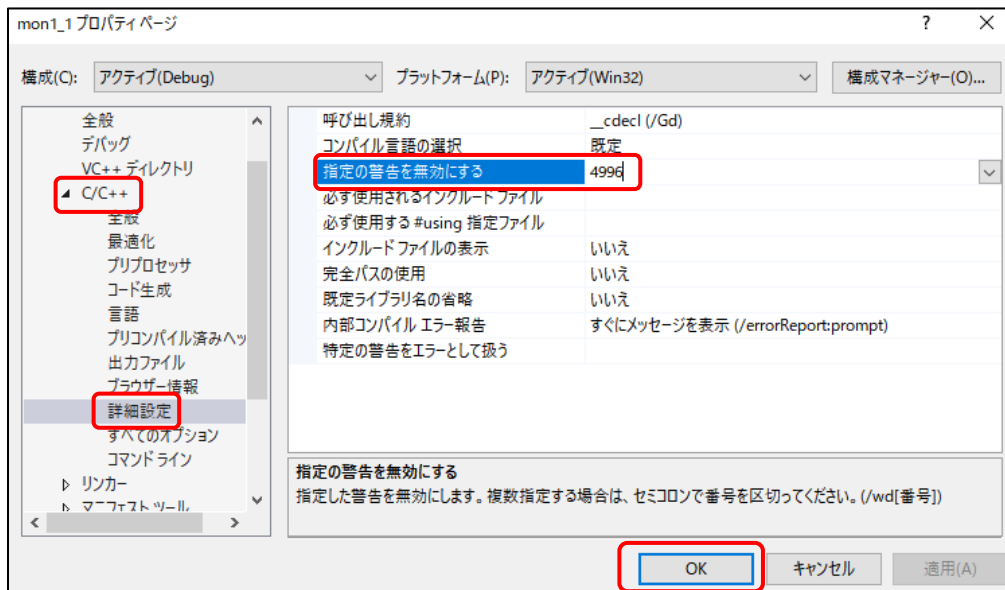 mon1_1 プロパティ ページ ? ×
構成(C): アクティブ(Debug) プラットフォーム(P): アクティブ(Win32) 構成マネージャー(O)...
全般
デバッグ
VC++ ディレクトリ
C/C++
全般
最適化
プリプロセッサ
コード生成
言語
プリコンパイル済みヘッ
出力ファイル
ブラウザー情報
詳細設定
すべてのオプション
コマンド ライン
リンカー
マニフェスト ツール
呼び出し規約 __cdecl (/Gd)
コンパイル言語の選択 既定
指定の警告を無効にする 4996
必ず使用されるインクルード ファイル
必ず使用する #using 指定ファイル
インクルード ファイルの表示 いいえ
完全パスの使用 いいえ
既定ライブラリ名の省略 いいえ
内部コンパイル エラー報告 すぐにメッセージを表示 (/errorReport:prompt)
特定の警告をエラーとして扱う
指定の警告を無効にする
指定した警告を無効にします。複数指定する場合は、セミコロンで番号を区切ってください。(/wd[番号])
OK キャンセル 適用(A)